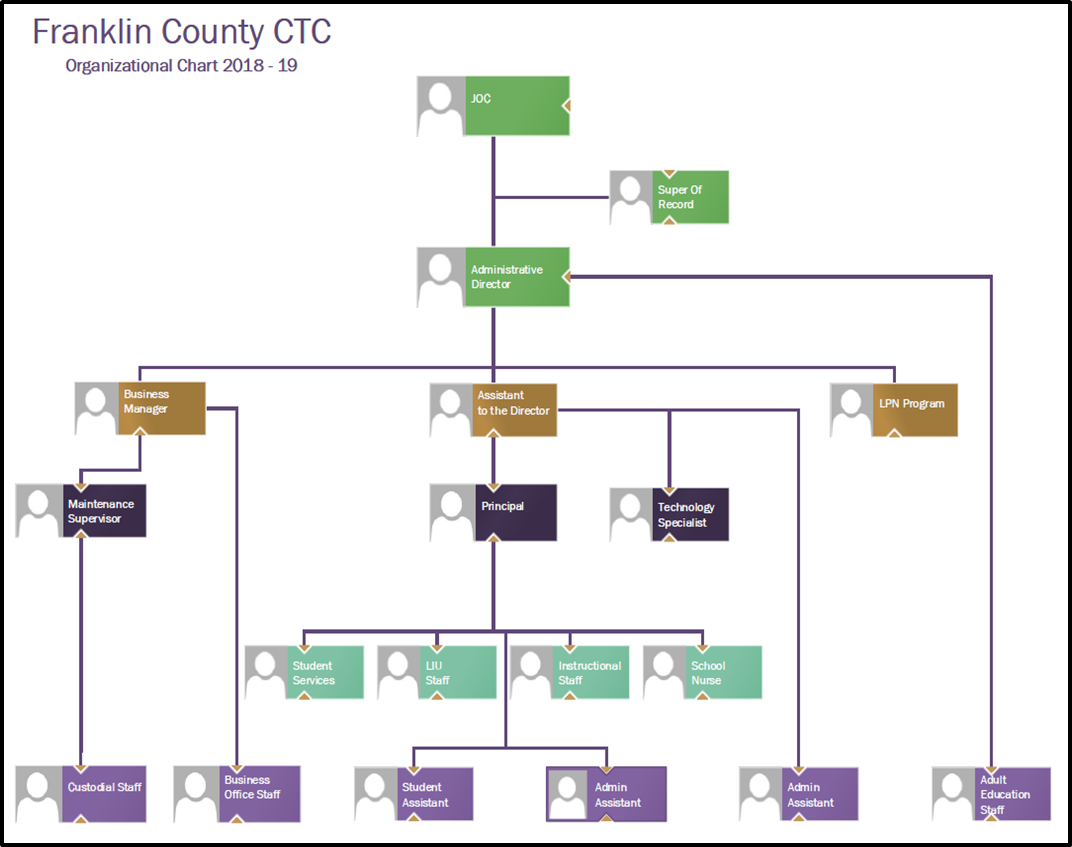 Franklin County CTC
Organizational Chart 2018 - 19
JOC
Super Of
Record
Administrative
Director
Business
Manager
Assistant
to the Director
LPN Program
Maintenance
Supervisor
Principal
Technology
Specialist
Student
Services
LIU
Staff
Instructional
Staff
School
Nurse
Custodial Staff
Business
Office Staff
Student
Assistant
Admin
Assistant
Admin
Assistant
Adult
Education
Staff